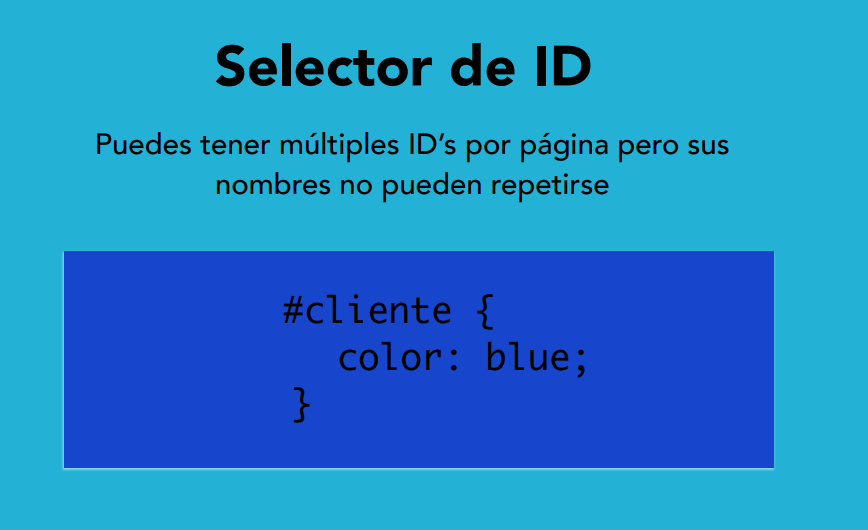 Selector de ID
Puedes tener múltiples ID’s por página pero sus
nombres no pueden repetirse
#cliente {
color: blue;
}